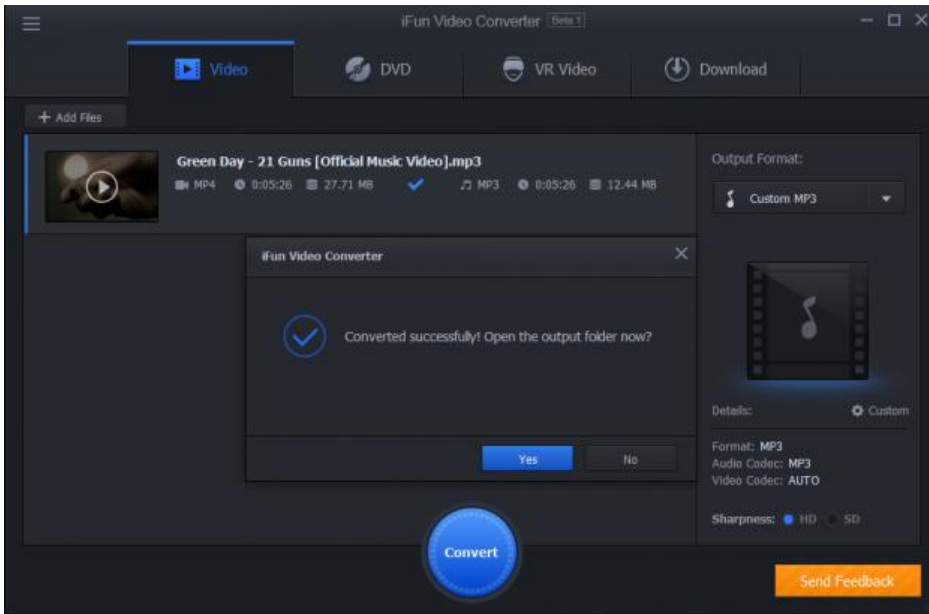 iFun Video Converter Beta 1
Video
DVD
VR Video
Download
+ Add Files
Green Day - 21 Guns [Official Music Video].mp3
MP4 0:05:26 27.71 MB MP3 0:05:26 12.44 MB
Output Format:
Custom MP3
iFun Video Converter
Converted successfully! Open the output folder now?
Yes
No
Details:
Custom
Format: MP3
Audio Codec: MP3
Video Codec: AUTO
Sharpness: HD SD
Convert
Send Feedback